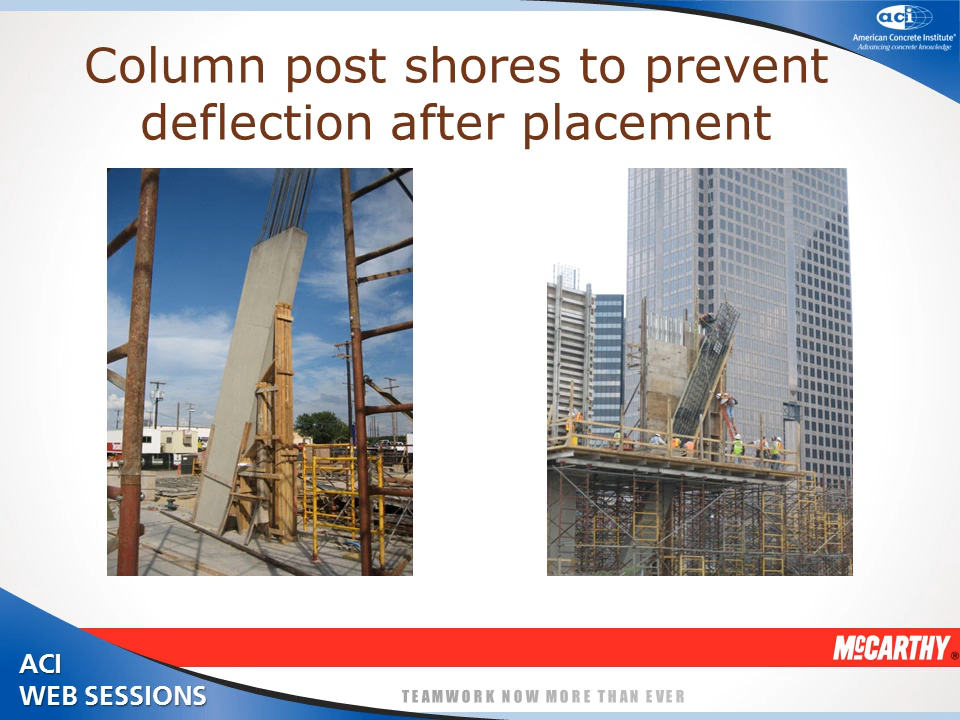 aci
American Concrete Institute®
Advancing concrete knowledge
Column post shores to prevent
deflection after placement
McCARTHY®
ACI
WEB SESSIONS
TEAMWORK NOW MORE THAN EVER